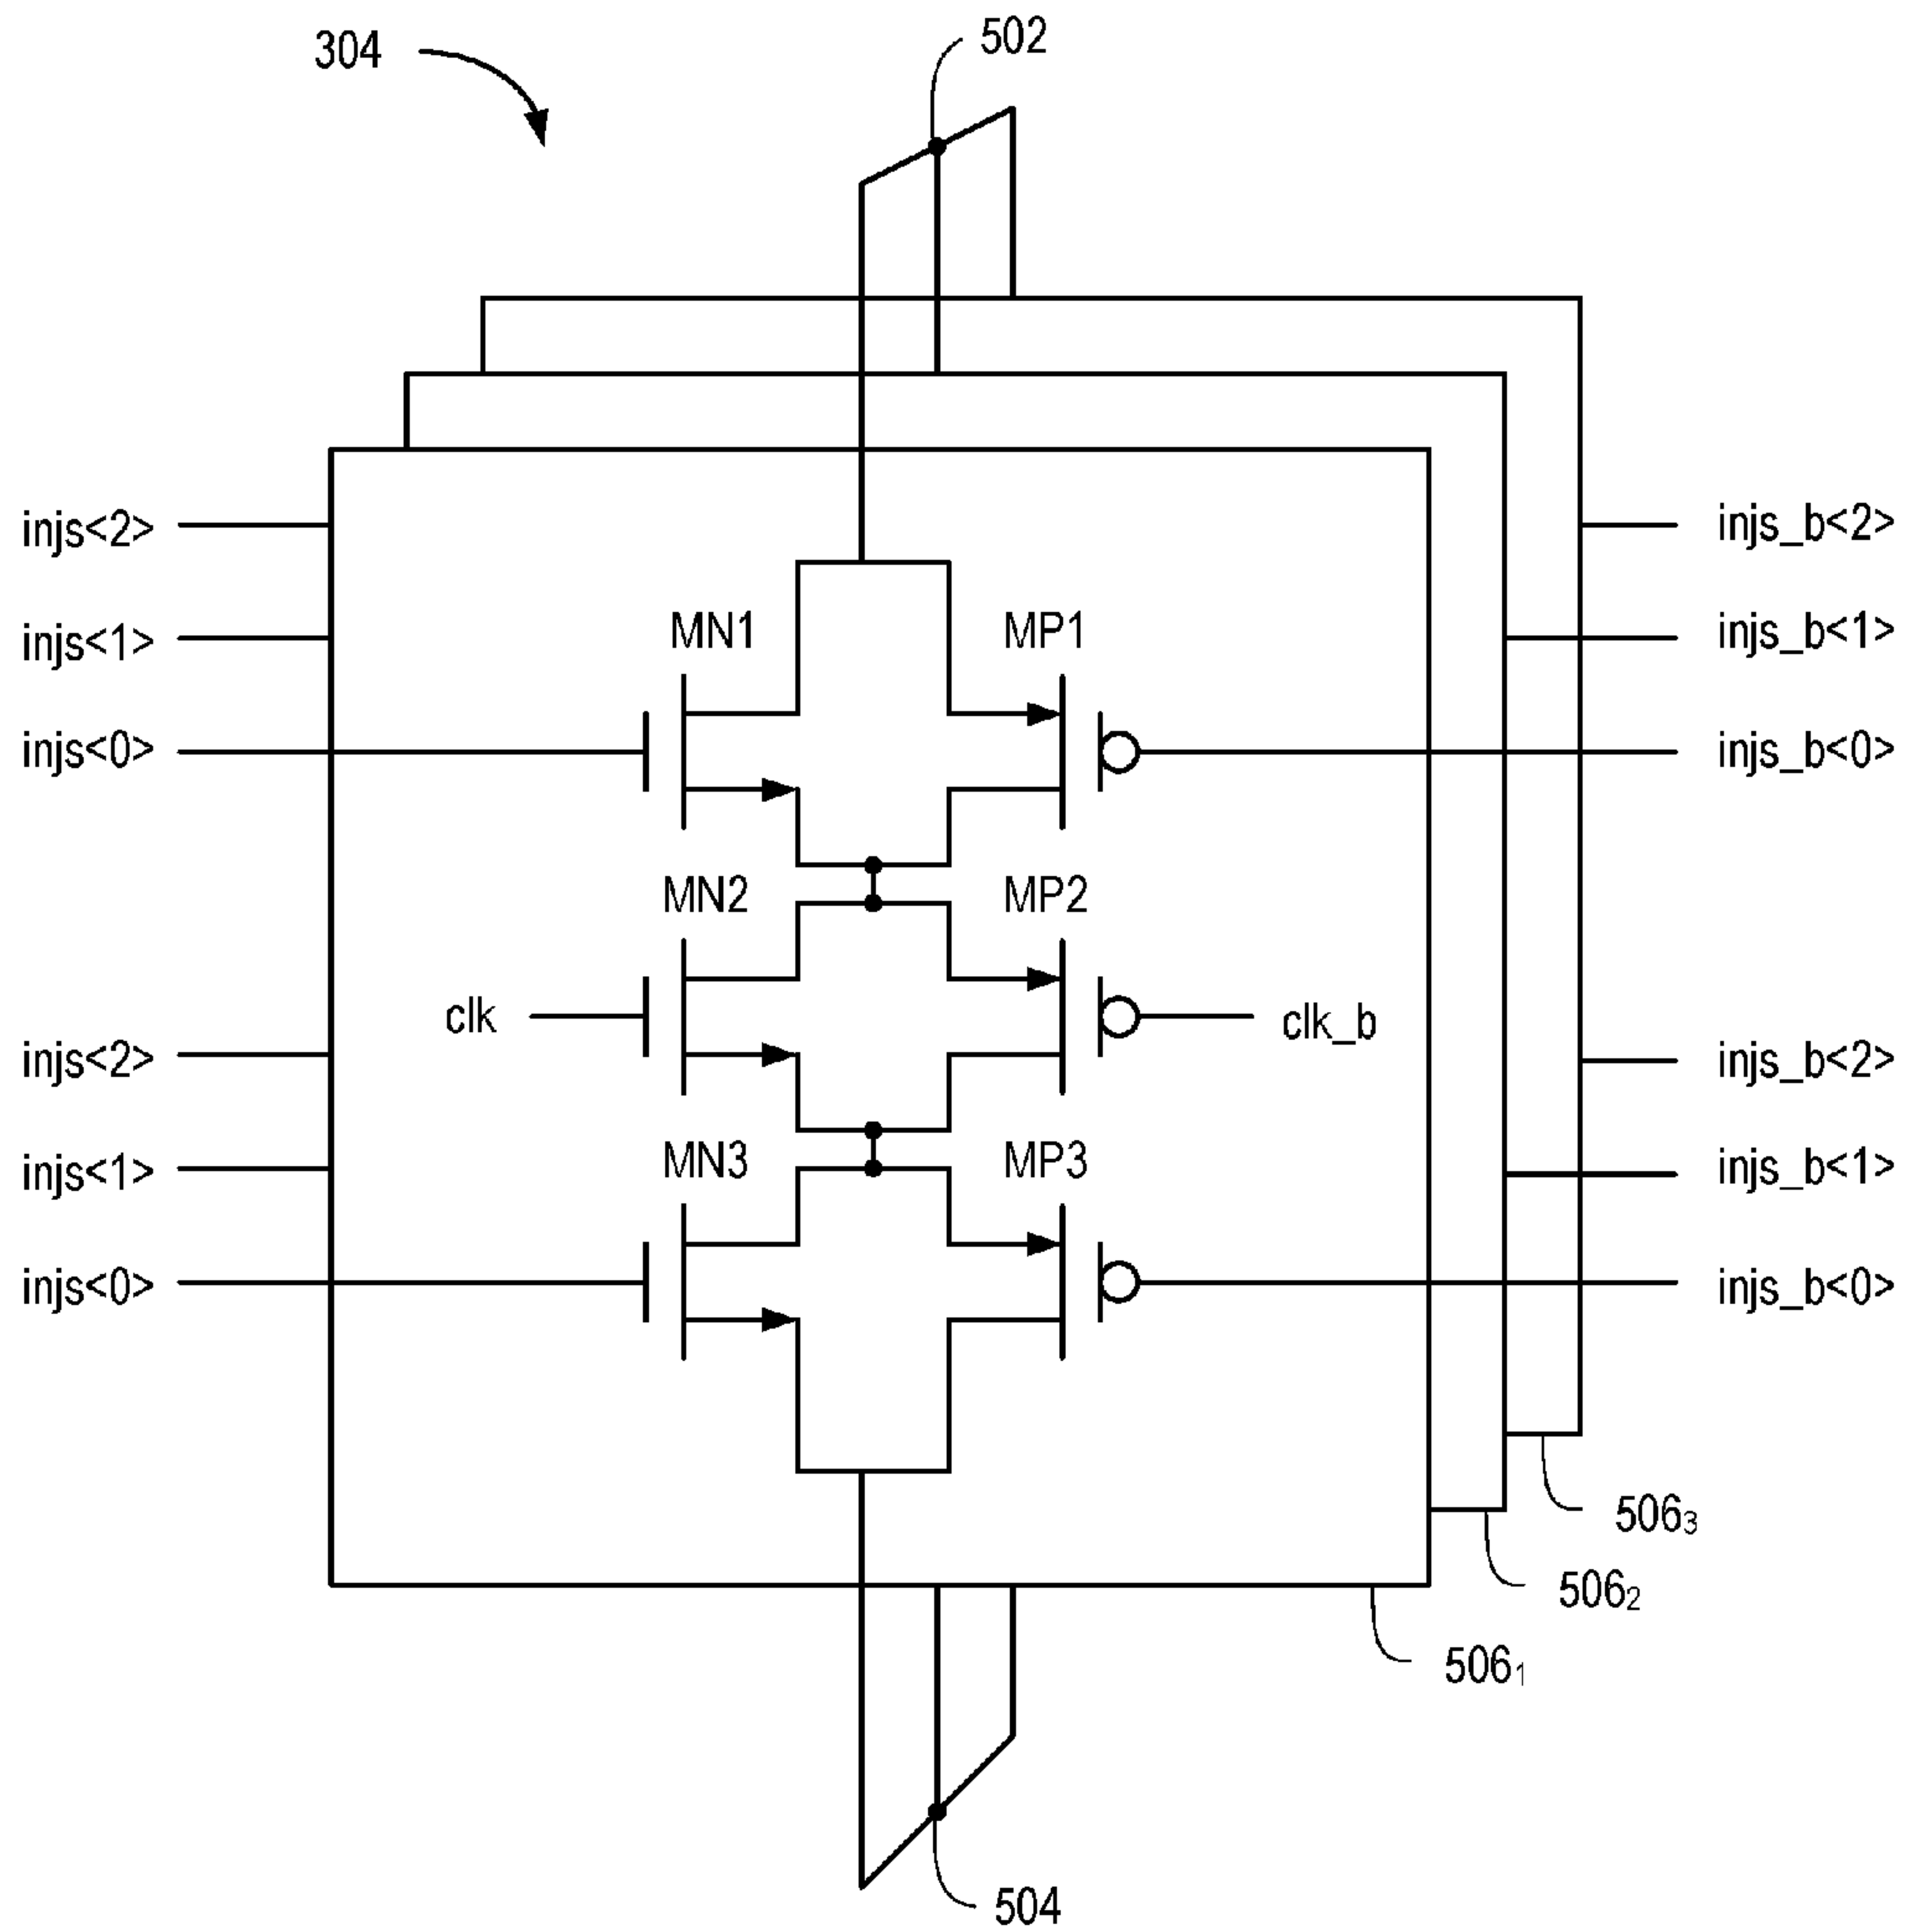 502
304
injs<2>
injs_b<2>
MN1
MP1
injs<1>
injs_b<1>
injs<0>
injs_b<0>
MN2
MP2
clk
clk_b
injs<2>
injs_b<2>
MN3
MP3
injs<1>
injs_b<1>
injs<0>
injs_b<0>
506₃
506₂
506₁
504